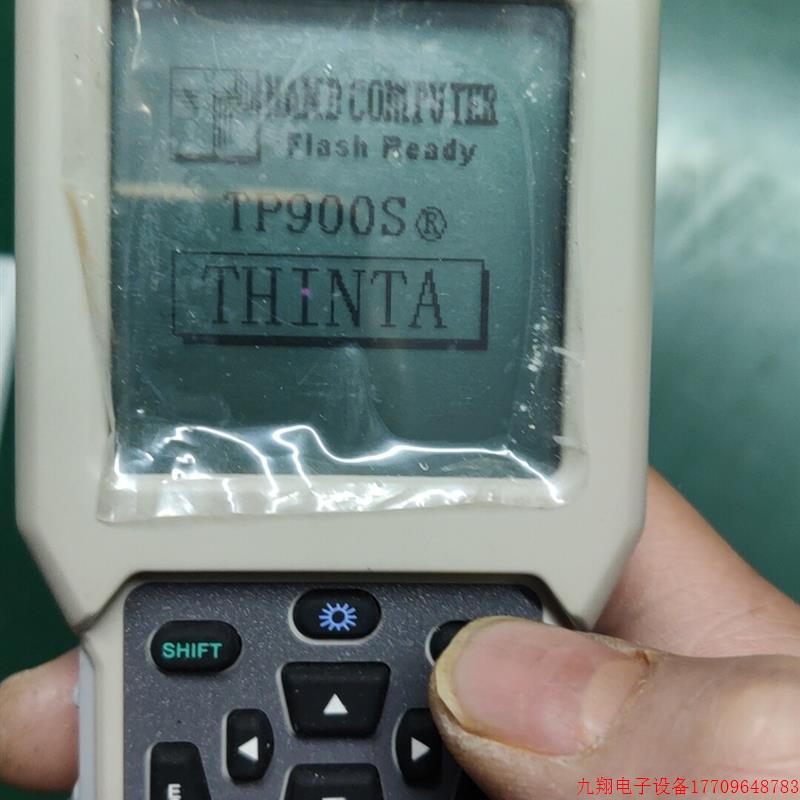 HAND COMPUTER
Flash Ready
TP900S®
THINTA
SHIFT
E
九翔电子设备17709648783